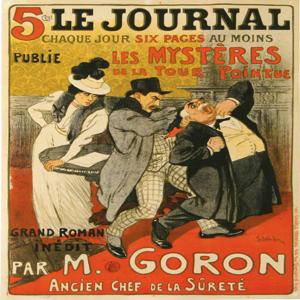 5 Cent LE JOURNAL
CHAQUE JOUR SIX PAGES AU MOINS
PUBLIE LES MYSTÈRES
DE LA TOUR POINTUE
GRAND ROMAN
INÉDIT
PAR M. GORON
ANCIEN CHEF DE LA SÛRETÉ